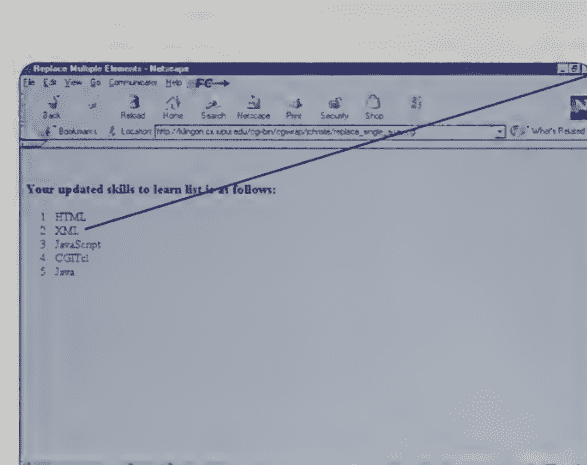 Replace Multiple Elements - Netscape
File Edit View Go Communicator Help
Back Reload Home Search Netscape Print Security Shop
Bookmarks Location: What's Related
Your updated skills to learn list is as follows:
1 HTML
2 XML
3 JavaScript
4 CGITcl
5 Java